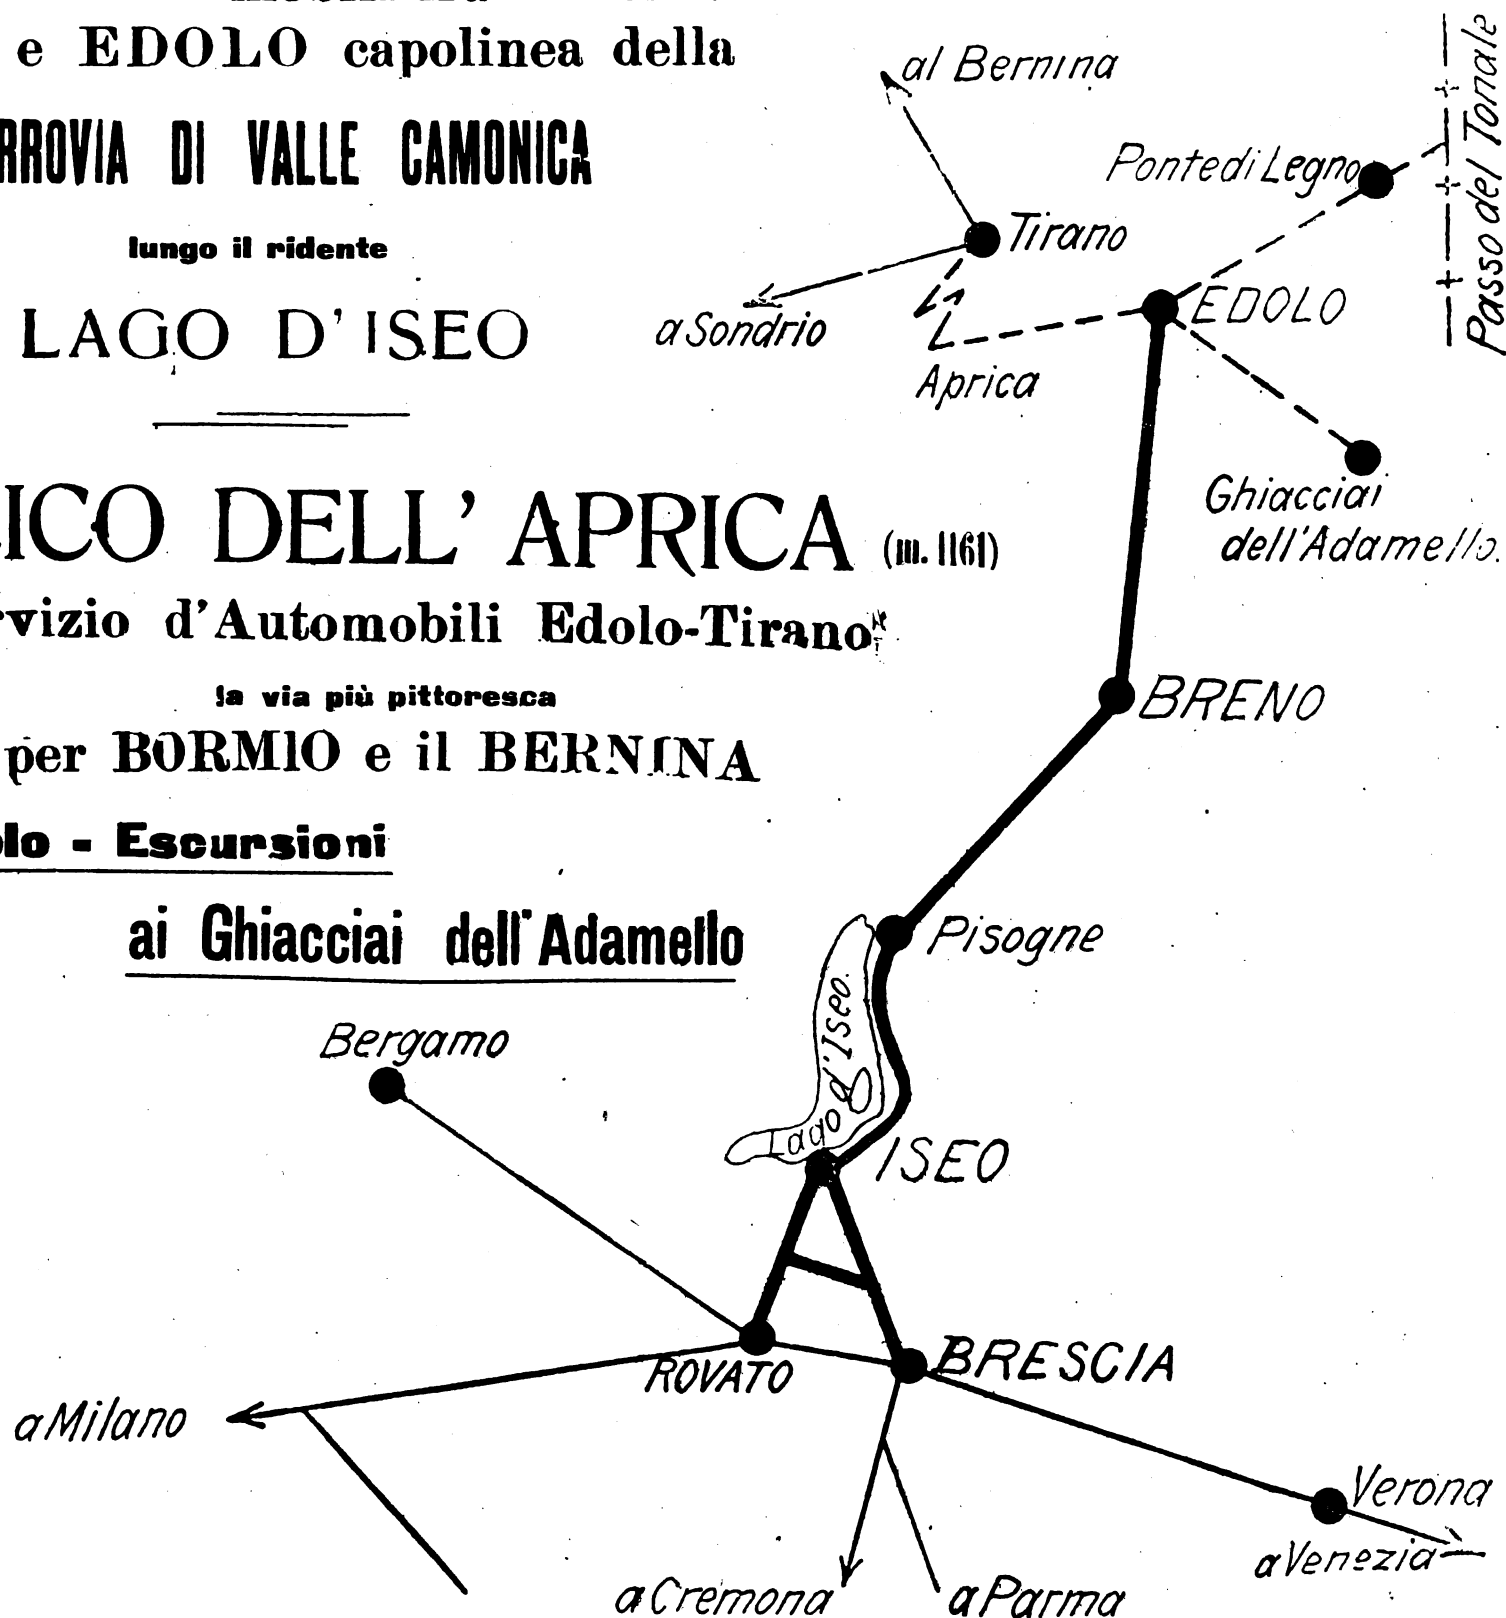 e EDOLO capolinea della
RROVIA DI VALLE CAMONICA
lungo il ridente
LAGO D'ISEO
ICO DELL'APRICA (m. 1161)
rvizio d'Automobili Edolo-Tirano
la via più pittoresca
per BORMIO e il BERNINA
olo - Escursioni
ai Ghiacciai dell'Adamello
al Bernina
Passo del Tonale
Ponte di Legno
Tirano
EDOLO
a Sondrio
Aprica
Ghiacciai
dell'Adamello.
BRENO
Pisogne
Lago d'Iseo.
Bergamo
ISEO
ROVATO
BRESCIA
a Milano
Verona
a Venezia
a Cremona
a Parma